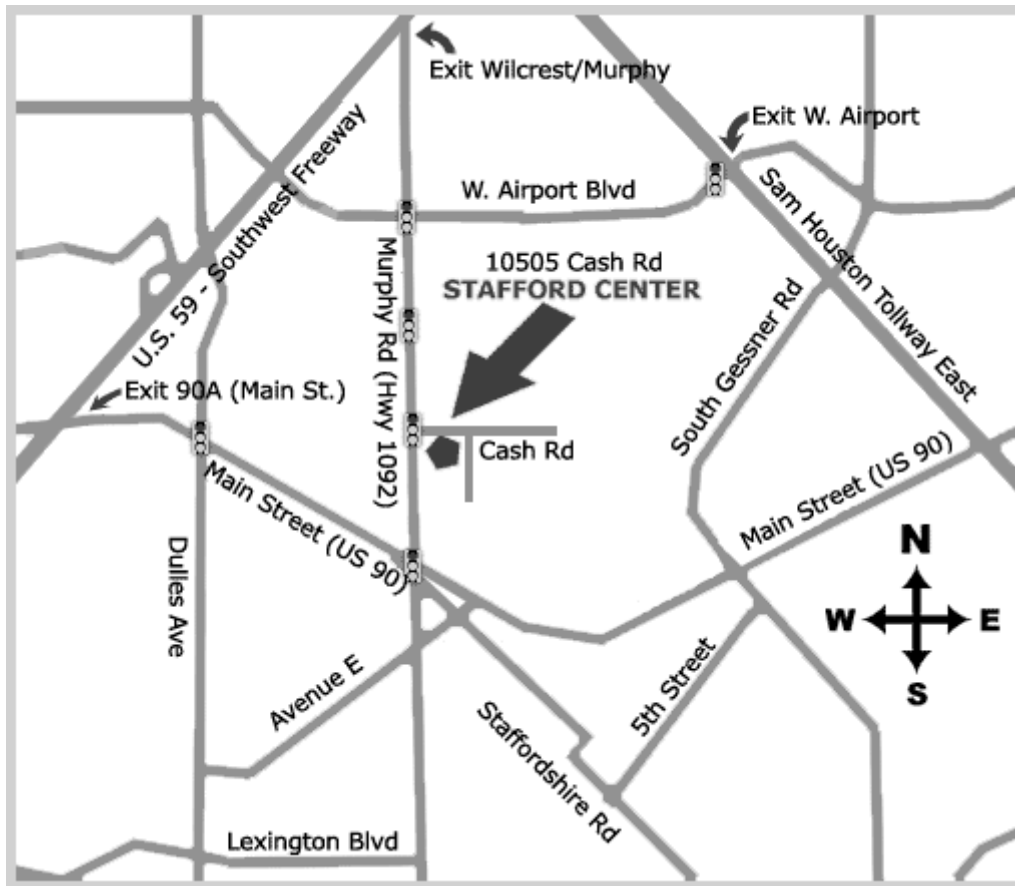 Exit Wilcrest/Murphy
Exit W. Airport
U.S. 59 - Southwest Freeway
W. Airport Blvd
Sam Houston Tollway East
Murphy Rd (Hwy 1092)
10505 Cash Rd
STAFFORD CENTER
South Gessner Rd
Exit 90A (Main St.)
Cash Rd
Main Street (US 90)
Main Street (US 90)
Dulles Ave
N
W E
S
Avenue E
5th Street
Staffordshire Rd
Lexington Blvd